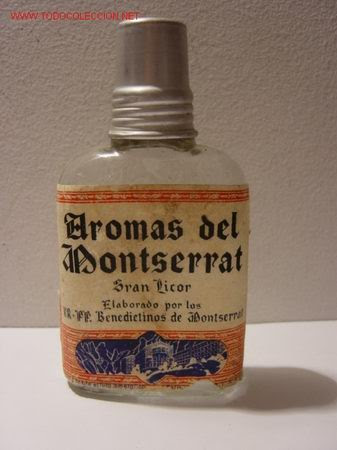 WWW.TODOCOLECCION.NET
Aromas del
Montserrat
Gran Licor
Elaborado por los
RR. PP. Benedictinos de Montserrat